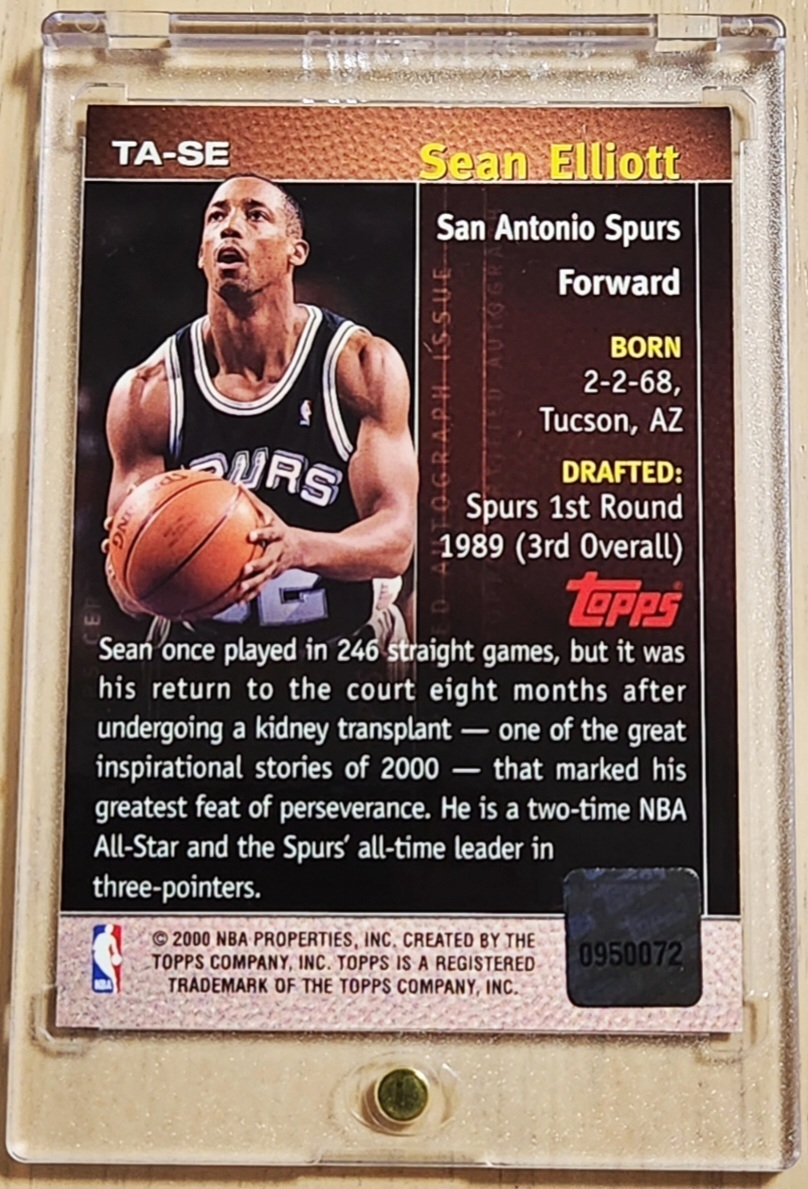 TA-SE
Sean Elliott
San Antonio Spurs
Forward
BORN
2-2-68,
Tucson, AZ
DRAFTED:
Spurs 1st Round
1989 (3rd Overall)
TOPPS
SPURS
AUTOGRAPH ISSUE
Sean once played in 246 straight games, but it was
his return to the court eight months after
undergoing a kidney transplant — one of the great
inspirational stories of 2000 — that marked his
greatest feat of perseverance. He is a two-time NBA
All-Star and the Spurs' all-time leader in
three-pointers.
NBA
© 2000 NBA PROPERTIES, INC. CREATED BY THE
TOPPS COMPANY, INC. TOPPS IS A REGISTERED
TRADEMARK OF THE TOPPS COMPANY, INC.
0950072